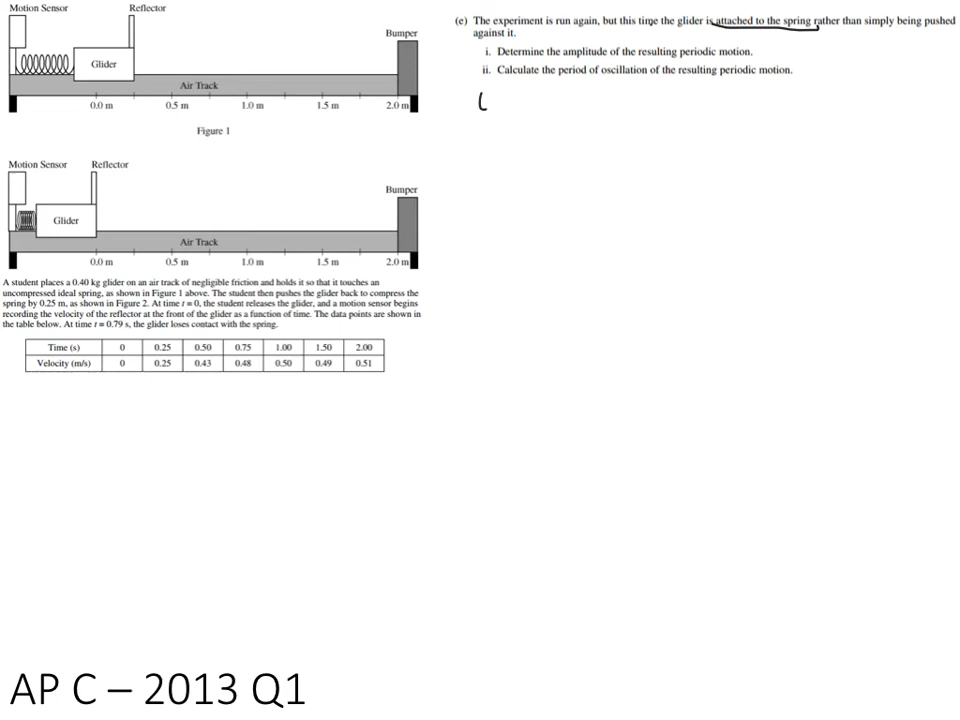 Motion Sensor Reflector
Bumper
Glider
Air Track
0.0 m 0.5 m 1.0 m 1.5 m 2.0 m
Figure 1
Motion Sensor Reflector
Bumper
Glider
Air Track
0.0 m 0.5 m 1.0 m 1.5 m 2.0 m
A student places a 0.40 kg glider on an air track of negligible friction and holds it so that it touches an
uncompressed ideal spring, as shown in Figure 1 above. The student then pushes the glider back to compress the
spring by 0.25 m, as shown in Figure 2. At time t = 0, the student releases the glider, and a motion sensor begins
recording the velocity of the reflector at the front of the glider as a function of time. The data points are shown in
the table below. At time t = 0.79 s, the glider loses contact with the spring.
Time (s) 0 0.25 0.50 0.75 1.00 1.50 2.00
Velocity (m/s) 0 0.25 0.43 0.48 0.50 0.49 0.51
(e) The experiment is run again, but this time the glider is attached to the spring rather than simply being pushed
against it.
i. Determine the amplitude of the resulting periodic motion.
ii. Calculate the period of oscillation of the resulting periodic motion.
AP C – 2013 Q1